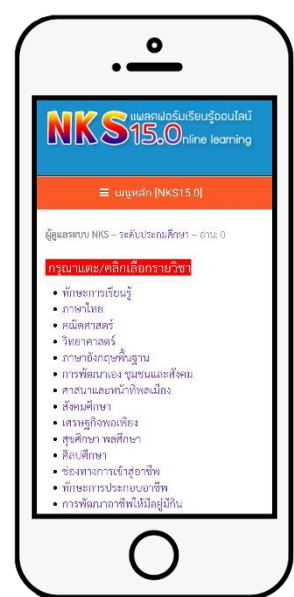 NKS แพลตฟอร์มเรียนรู้ออนไลน์
15.0nline learning
☰ เมนูหลัก [NKS15.0]
ผู้ดูแลระบบ NKS – ระดับประถมศึกษา – อ่าน: 0
กรุณาแตะ/คลิกเลือกรายวิชา
• ทักษะการเรียนรู้
• ภาษาไทย
• คณิตศาสตร์
• วิทยาศาสตร์
• ภาษาอังกฤษพื้นฐาน
• การพัฒนาเอง ชุมชนและสังคม
• ศาสนาและหน้าที่พลเมือง
• สังคมศึกษา
• เศรษฐกิจพอเพียง
• สุขศึกษา พลศึกษา
• ศิลปศึกษา
• ช่องทางการเข้าสู่อาชีพ
• ทักษะการประกอบอาชีพ
• การพัฒนาอาชีพให้มีอยู่มีกิน